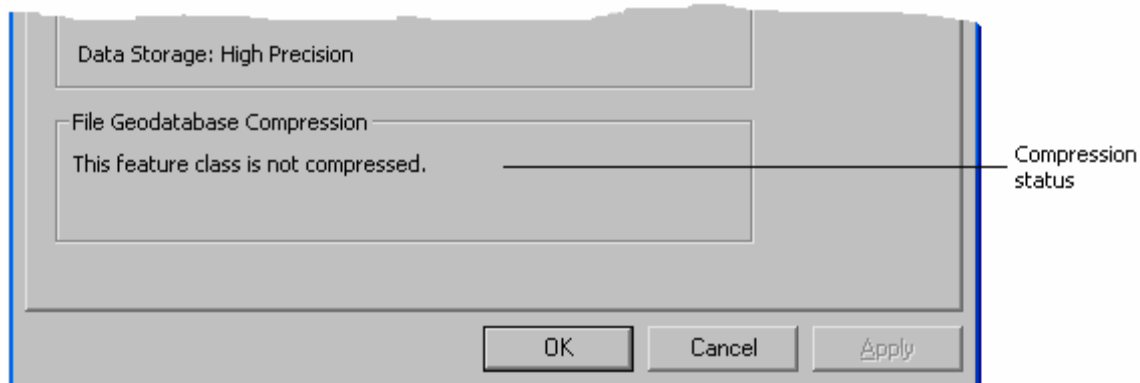 Data Storage: High Precision
File Geodatabase Compression
This feature class is not compressed.
Compression
status
OK
Cancel
Apply